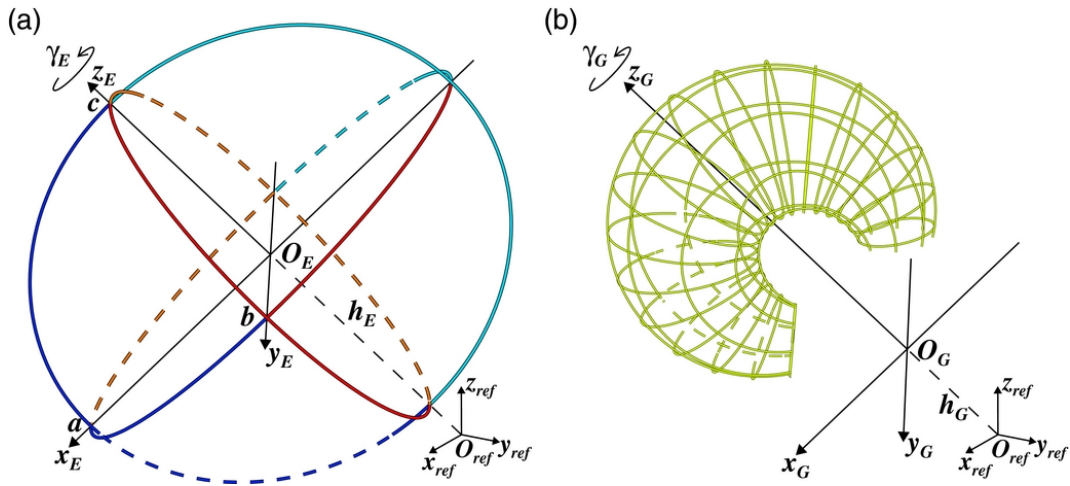 (a)
γE
zE
c
OE
hE
b
yE
a
xE
zref
Oref
yref
xref
(b)
γG
zG
OG
hG
xG
yG
zref
Oref
yref
xref